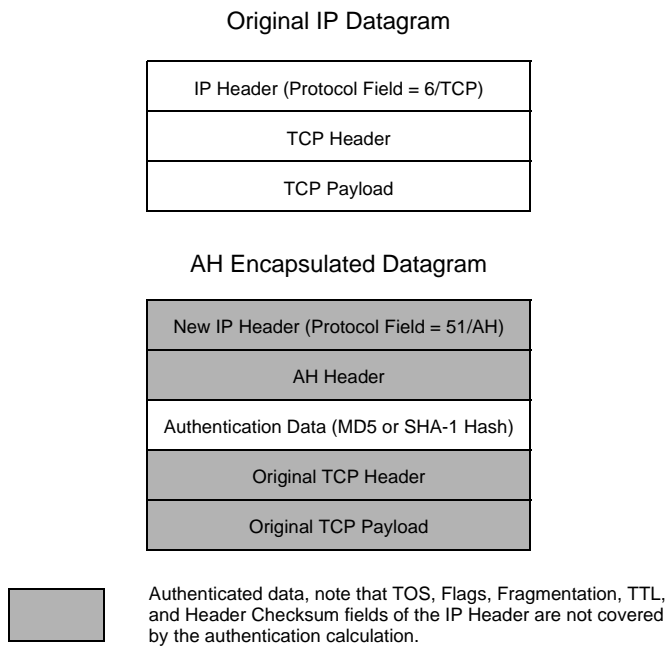 Original IP Datagram
IP Header (Protocol Field = 6/TCP)
TCP Header
TCP Payload
AH Encapsulated Datagram
New IP Header (Protocol Field = 51/AH)
AH Header
Authentication Data (MD5 or SHA-1 Hash)
Original TCP Header
Original TCP Payload
Authenticated data, note that TOS, Flags, Fragmentation, TTL,
and Header Checksum fields of the IP Header are not covered
by the authentication calculation.